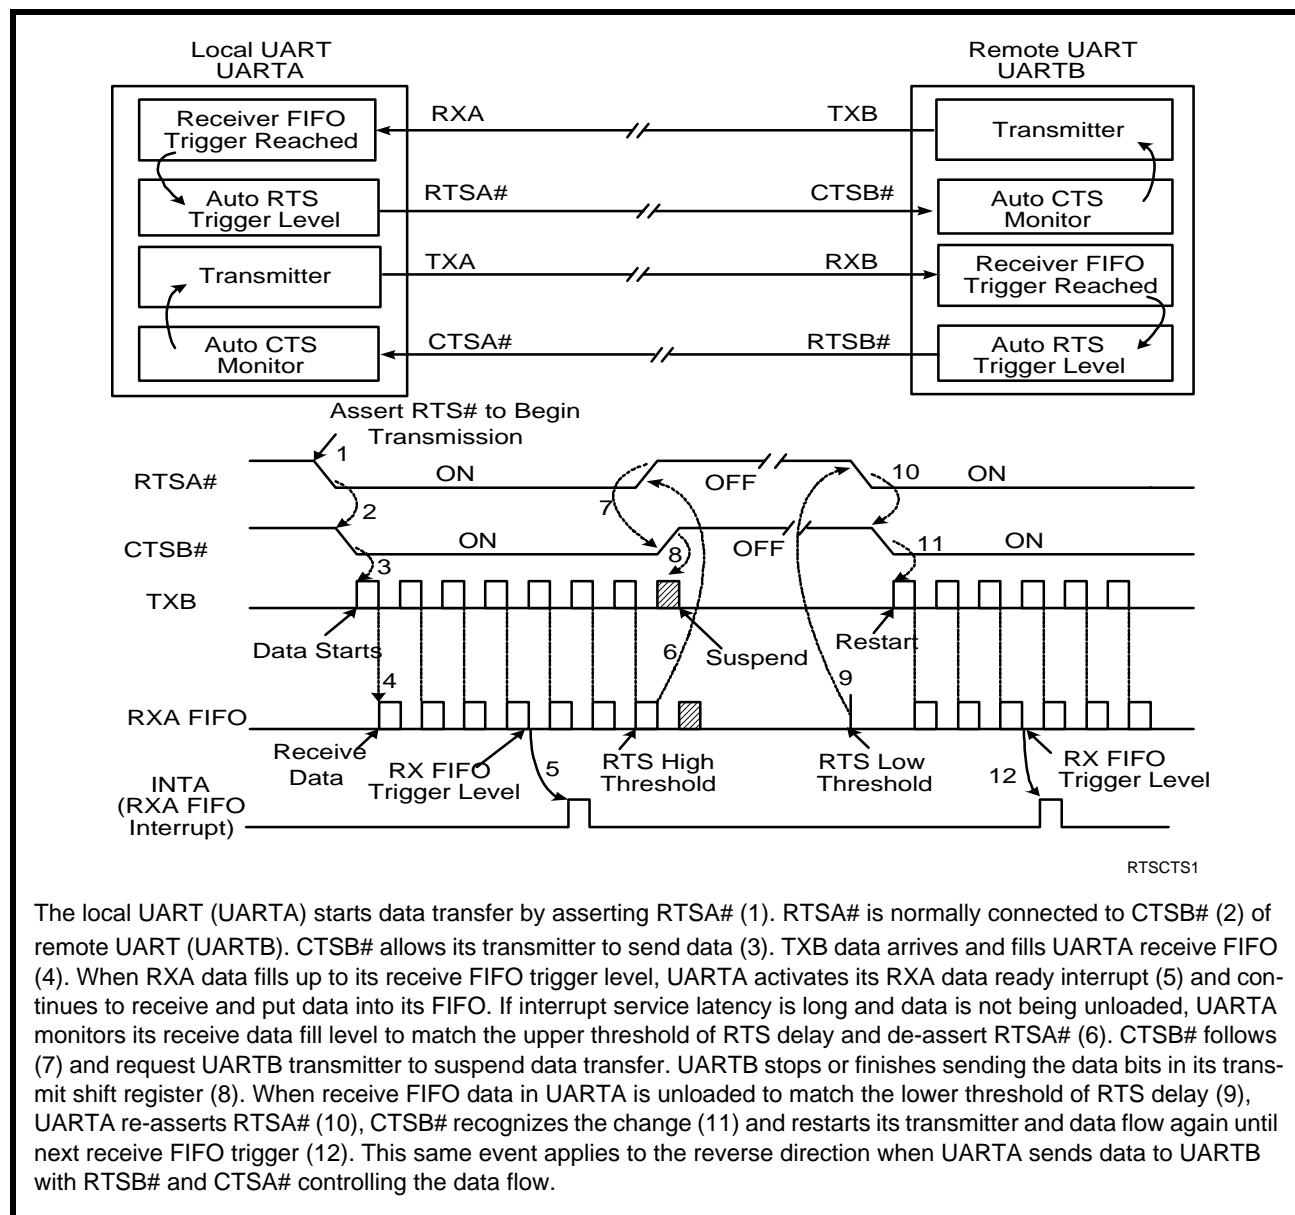 Local UART
UARTA
Remote UART
UARTB
Receiver FIFO
Trigger Reached
RXA
TXB
Transmitter
Auto RTS
Trigger Level
RTSA#
CTSB#
Auto CTS
Monitor
Transmitter
TXA
RXB
Receiver FIFO
Trigger Reached
Auto CTS
Monitor
CTSA#
RTSB#
Auto RTS
Trigger Level
Assert RTS# to Begin
Transmission
1
RTSA#
ON
7
OFF
10
ON
2
CTSB#
ON
8
OFF
11
ON
3
TXB
Data Starts
6
Suspend
Restart
4
9
RXA FIFO
Receive
Data
RX FIFO
Trigger Level
5
RTS High
Threshold
RTS Low
Threshold
12
RX FIFO
Trigger Level
INTA
(RXA FIFO
Interrupt)
RTSCTS1
The local UART (UARTA) starts data transfer by asserting RTSA# (1). RTSA# is normally connected to CTSB# (2) of
remote UART (UARTB). CTSB# allows its transmitter to send data (3). TXB data arrives and fills UARTA receive FIFO
(4). When RXA data fills up to its receive FIFO trigger level, UARTA activates its RXA data ready interrupt (5) and con-
tinues to receive and put data into its FIFO. If interrupt service latency is long and data is not being unloaded, UARTA
monitors its receive data fill level to match the upper threshold of RTS delay and de-assert RTSA# (6). CTSB# follows
(7) and request UARTB transmitter to suspend data transfer. UARTB stops or finishes sending the data bits in its trans-
mit shift register (8). When receive FIFO data in UARTA is unloaded to match the lower threshold of RTS delay (9),
UARTA re-asserts RTSA# (10), CTSB# recognizes the change (11) and restarts its transmitter and data flow again until
next receive FIFO trigger (12). This same event applies to the reverse direction when UARTA sends data to UARTB
with RTSB# and CTSA# controlling the data flow.